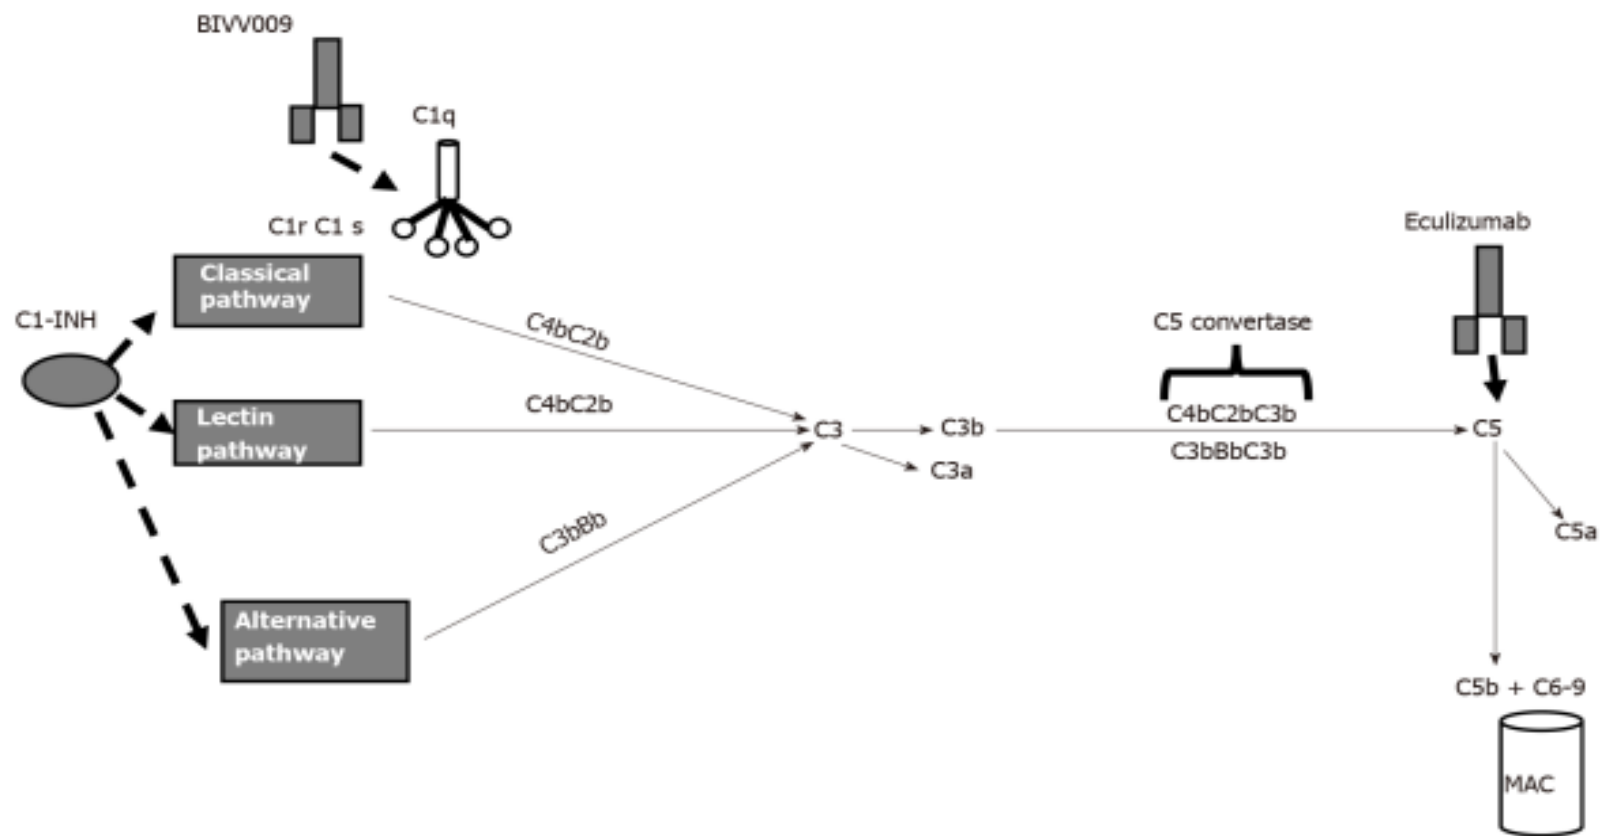 BIVV009
C1q
C1r C1 s
Classical
pathway
C1-INH
Lectin
pathway
Alternative
pathway
C4bC2b
C4bC2b
C3bBb
C3
C3b
C3a
C5 convertase
C4bC2bC3b
C3bBbC3b
Eculizumab
C5
C5a
C5b + C6-9
MAC